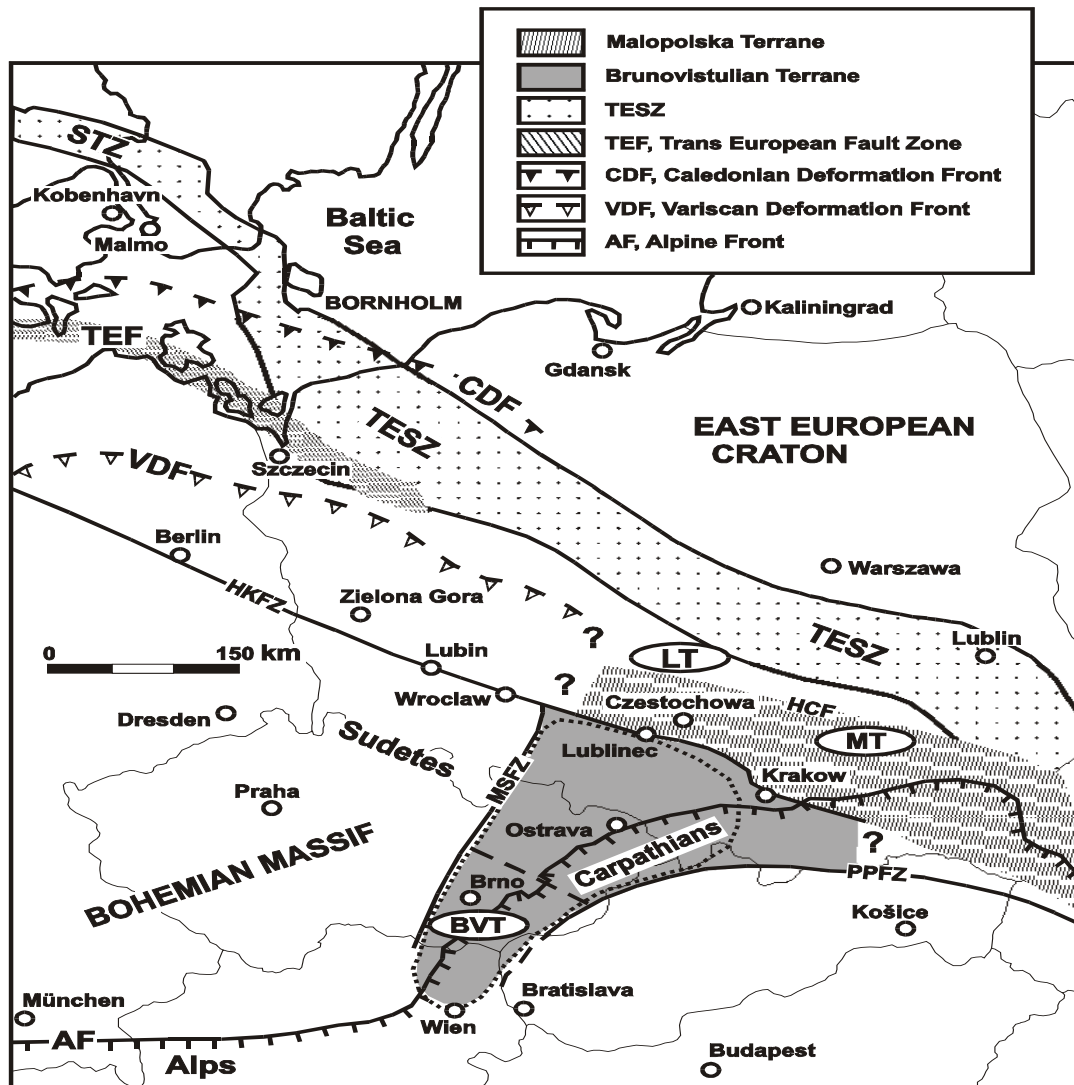 Malopolska Terrane
Brunovistulian Terrane
TESZ
TEF, Trans European Fault Zone
CDF, Caledonian Deformation Front
VDF, Variscan Deformation Front
AF, Alpine Front
STZ
Kobenhavn
Malmo
Baltic
Sea
BORNHOLM
Kaliningrad
TEF
Gdansk
CDF
TESZ
EAST EUROPEAN
CRATON
VDF
Szczecin
Berlin
Warszawa
HKFZ
Zielona Gora
?
TESZ
Lublin
0 150 km
Lubin
LT
?
Wroclaw
Czestochowa
HCF
Dresden
Sudetes
Lublinec
MT
MSFZ
Krakow
Praha
Ostrava
?
BOHEMIAN MASSIF
Carpathians
PPFZ
Brno
BVT
Košice
München
Bratislava
Wien
AF
Alps
Budapest